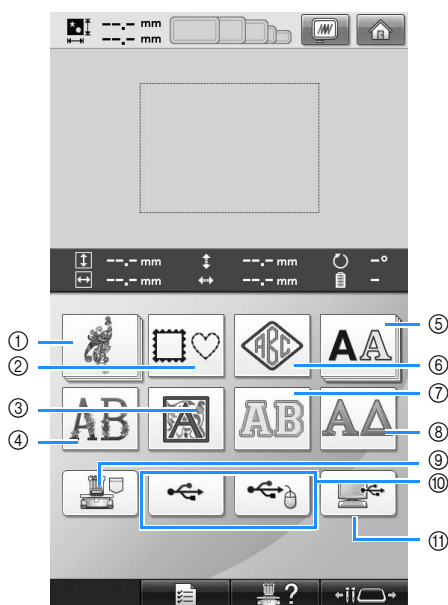 --.- mm
--.- mm
--.- mm --.- mm -°
--.- mm --.- mm -
① ② ③ ④ ⑤ ⑥ ⑦ ⑧ ⑨ ⑩ ⑪
ABC
A A
AB A AB AΔ
?